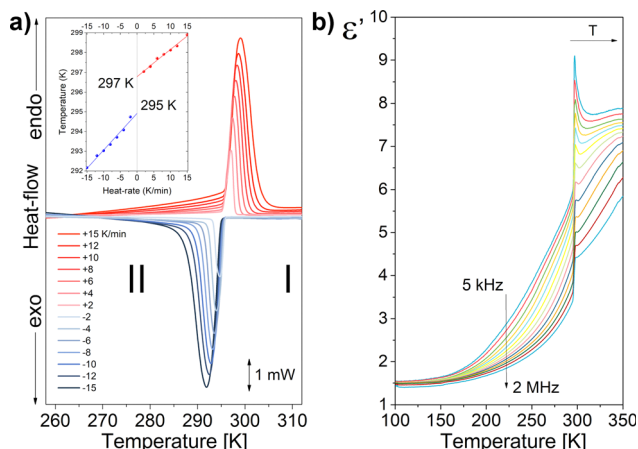 a)
endo
Heat-flow
exo
Temperature (K)
299
298
297
296
295
294
293
292
-15 -10 -5 0 5 10 15
Heat-rate (K/min)
297 K
295 K
+15 K/min
+12
+10
+8
+6
+4
+2
-2
-4
-6
-8
-10
-12
-15
II
I
1 mW
260 270 280 290 300 310
Temperature [K]
b)
ε'
T
10
9
8
7
6
5
4
3
2
1
5 kHz
2 MHz
100 150 200 250 300 350
Temperature [K]